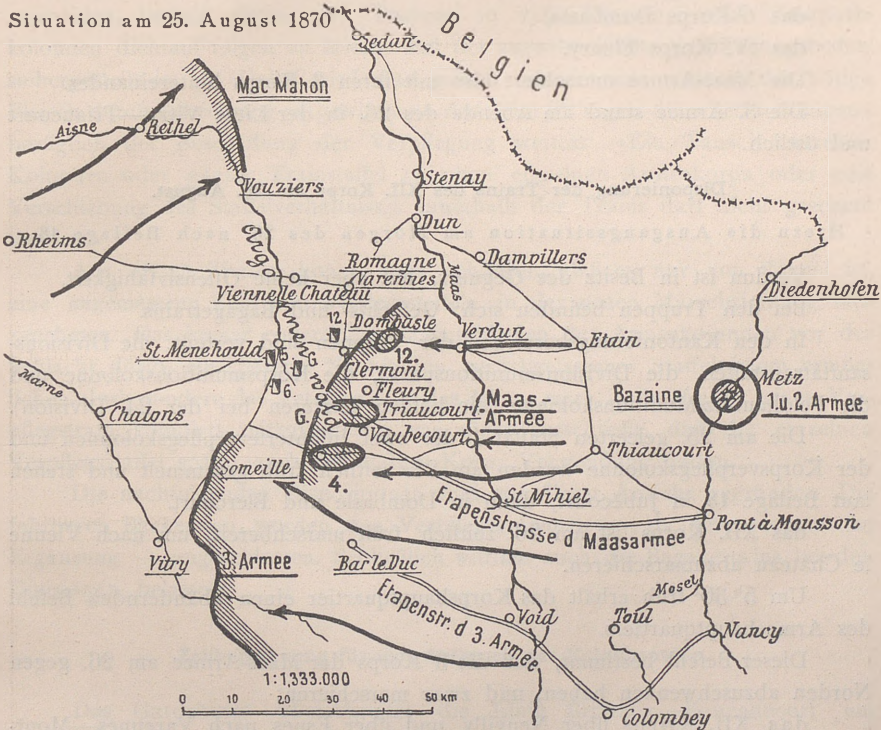 Situation am 25. August 1870
Belgien
Sedan
Mac Mahon
Aisne
Rethel
Vouziers
Stenay
Dun
Rheims
Romagne
Damvillers
Varennes
Vienne le Chateau
Diedenhofen
Maas
12
Dombasle
Verdun
Etain
St. Menehould
5.
6.
12.
Clermont
Argonnenwald
Fleury
Maas-
Armée
Bazaine
Metz
1.u.2. Armee
Marne
Chalons
G.
Triaucourt
Vaubecourt
Thiaucourt
Someille
4.
St. Mihiel
Etapenstrasse d Maasarmee
Pont à Mousson
Vitry
3. Armee
Bar le Duc
Etapenstr. d 3. Armee
Void
Toul
Mosel
Nancy
1:1,333.000
0 10 20 30 40 50 KM
Colombey